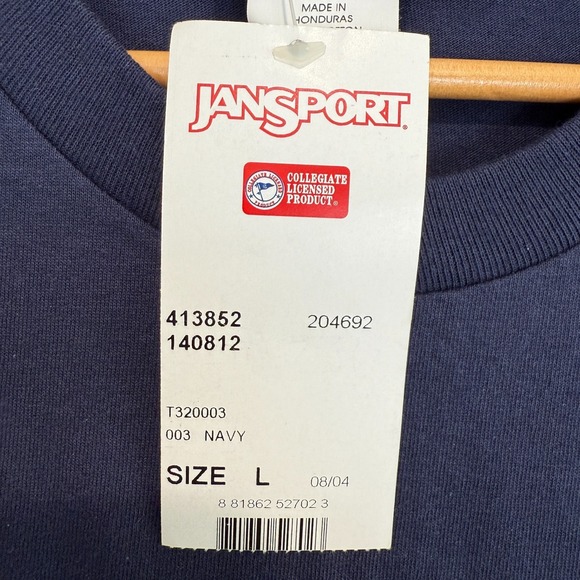 MADE IN
HONDURAS
JANSPORT
COLLEGIATE
LICENSED
PRODUCT®
413852 204692
140812
T320003
003 NAVY
SIZE L 08/04
8 81862 52702 3